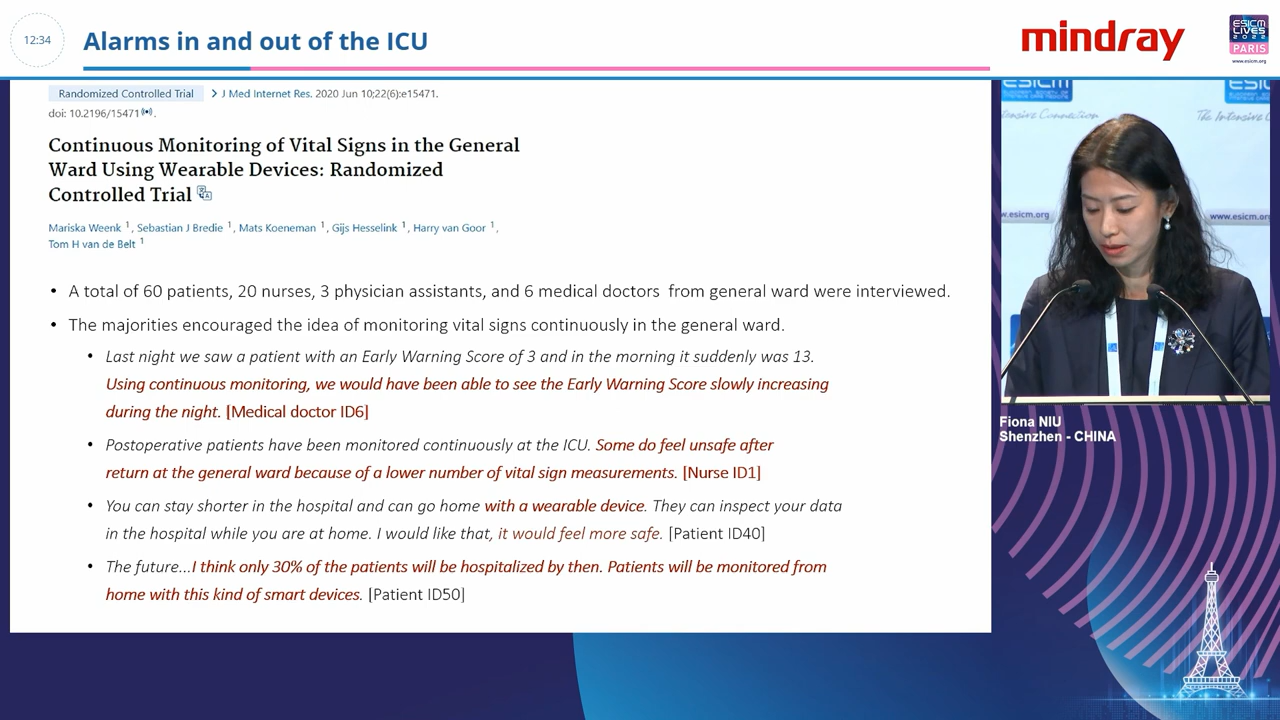 12:34
Alarms in and out of the ICU
mindray
ESICM
LIVES
2022
PARIS
www.esicm.org
Randomized Controlled Trial
J Med Internet Res. 2020 Jun 10;22(6):e15471.
doi: 10.2196/15471
Continuous Monitoring of Vital Signs in the General
Ward Using Wearable Devices: Randomized
Controlled Trial
Mariska Weenk 1, Sebastian J Bredie 1, Mats Koeneman 1, Gijs Hesselink 1, Harry van Goor 1,
Tom H van de Belt 1
• A total of 60 patients, 20 nurses, 3 physician assistants, and 6 medical doctors from general ward were interviewed.
• The majorities encouraged the idea of monitoring vital signs continuously in the general ward.
• Last night we saw a patient with an Early Warning Score of 3 and in the morning it suddenly was 13.
Using continuous monitoring, we would have been able to see the Early Warning Score slowly increasing
during the night. [Medical doctor ID6]
• Postoperative patients have been monitored continuously at the ICU. Some do feel unsafe after
return at the general ward because of a lower number of vital sign measurements. [Nurse ID1]
• You can stay shorter in the hospital and can go home with a wearable device. They can inspect your data
in the hospital while you are at home. I would like that, it would feel more safe. [Patient ID40]
• The future...I think only 30% of the patients will be hospitalized by then. Patients will be monitored from
home with this kind of smart devices. [Patient ID50]
The Intensive C
w.esicm.org
www.esicm.org
Fiona NIU
Shenzhen - CHINA